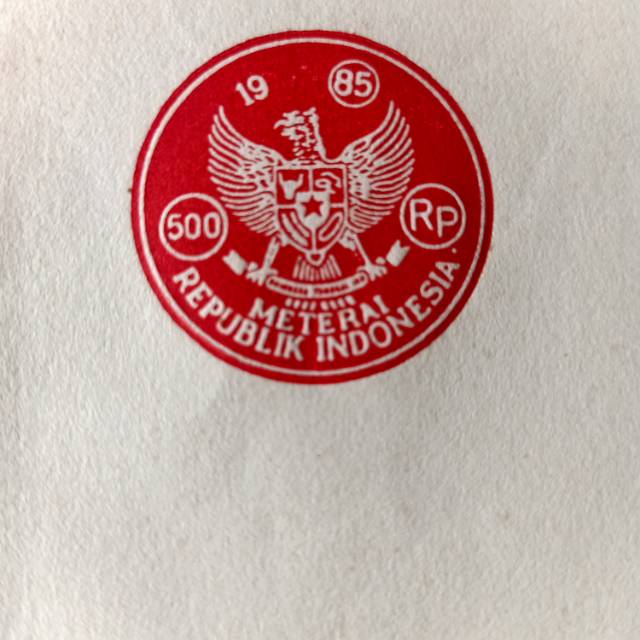 19 85
500 RP
METERAI
REPUBLIK INDONESIA